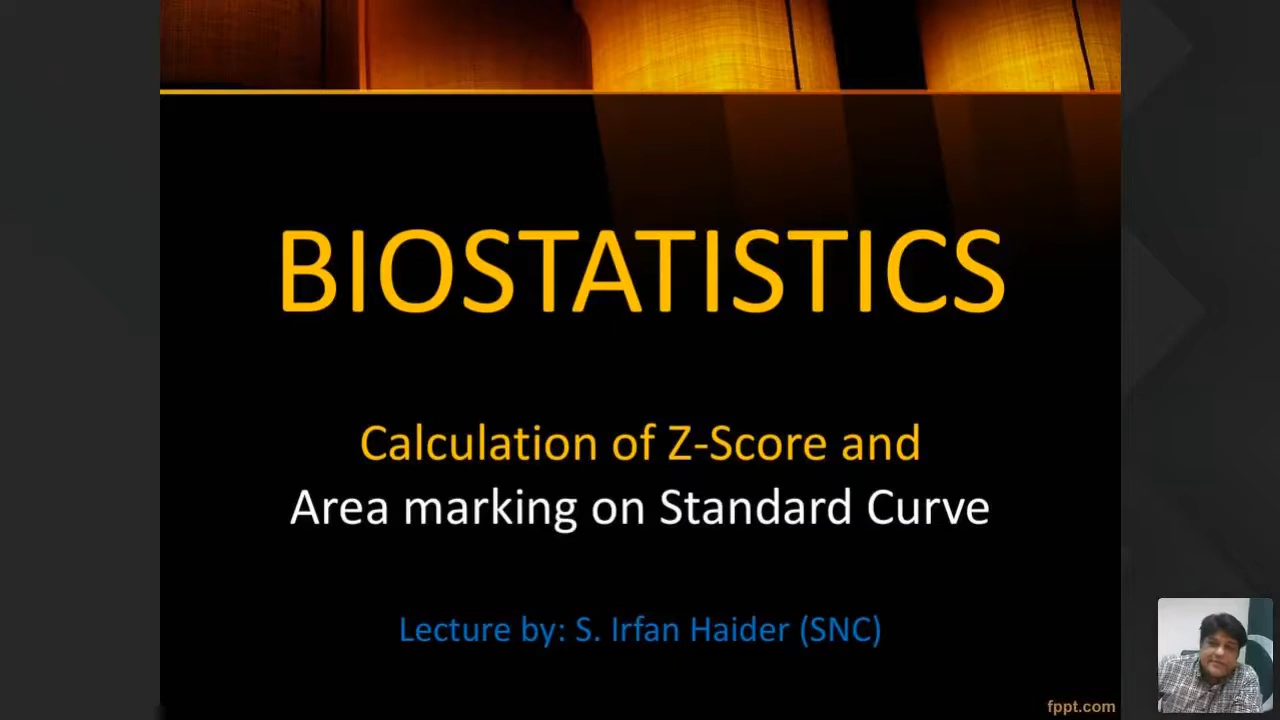 BIOSTATISTICS
Calculation of Z-Score and
Area marking on Standard Curve
Lecture by: S. Irfan Haider (SNC)
fppt.com